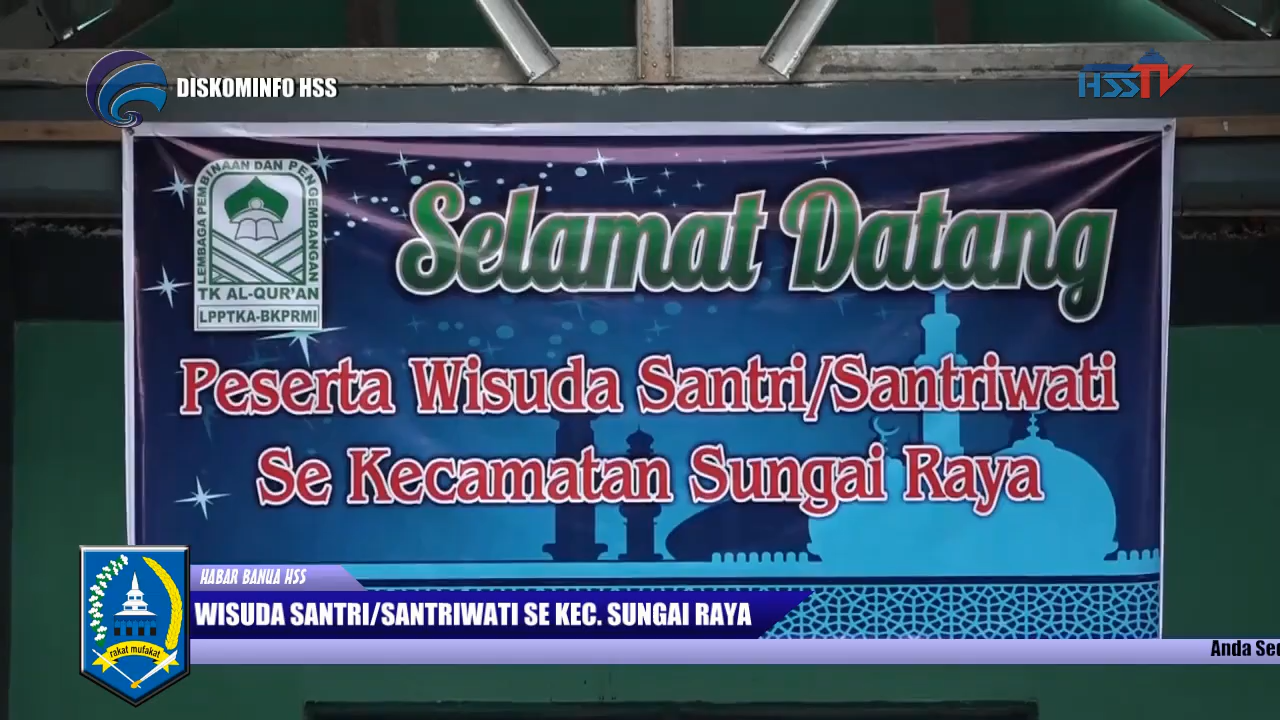 DISKOMINFO HSS
HSSTV
LEMBAGA PEMBINAAN DAN PENGEMBANGAN
TK AL-QUR'AN
LPPTKA-BKPRMI
Selamat Datang
Peserta Wisuda Santri/Santriwati
Se Kecamatan Sungai Raya
HABAR BANUA HSS
WISUDA SANTRI/SANTRIWATI SE KEC. SUNGAI RAYA
rakat mufakat
Anda